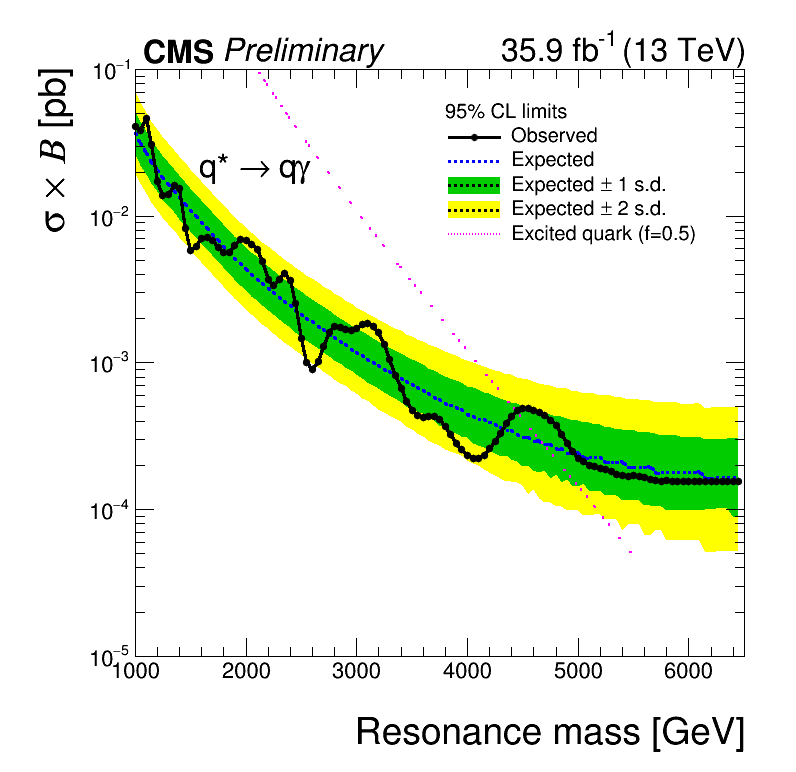 CMS Preliminary 35.9 fb⁻¹ (13 TeV)
σ × B [pb]
10⁻¹
10⁻²
10⁻³
10⁻⁴
10⁻⁵
q* → qγ
95% CL limits
Observed
Expected
Expected ± 1 s.d.
Expected ± 2 s.d.
Excited quark (f=0.5)
1000 2000 3000 4000 5000 6000
Resonance mass [GeV]